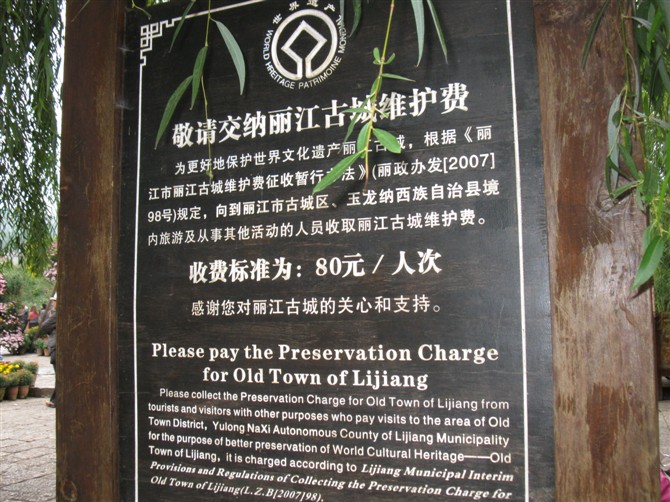 世界遗产
WORLD HERITAGE PATRIMOINE MONDIAL
敬请交纳丽江古城维护费
为更好地保护世界文化遗产丽江古城，根据《丽
江市丽江古城维护费征收暂行办法》(丽政办发[2007]
98号)规定，向到丽江市古城区、玉龙纳西族自治县境
内旅游及从事其他活动的人员收取丽江古城维护费。
收费标准为：80元 / 人次
感谢您对丽江古城的关心和支持。
Please pay the Preservation Charge
for Old Town of Lijiang
Please collect the Preservation Charge for Old Town of Lijiang from
tourists and visitors with other purposes who pay visits to the area of Old
Town District, Yulong NaXi Autonomous County of Lijiang Municipality
for the purpose of better preservation of World Cultural Heritage——Old
Town of Lijiang, it is charged according to Lijiang Municipal Interim
Provisions and Regulations of Collecting the Preservation Charge for
Old Town of Lijiang(L.Z.B[2007]98).